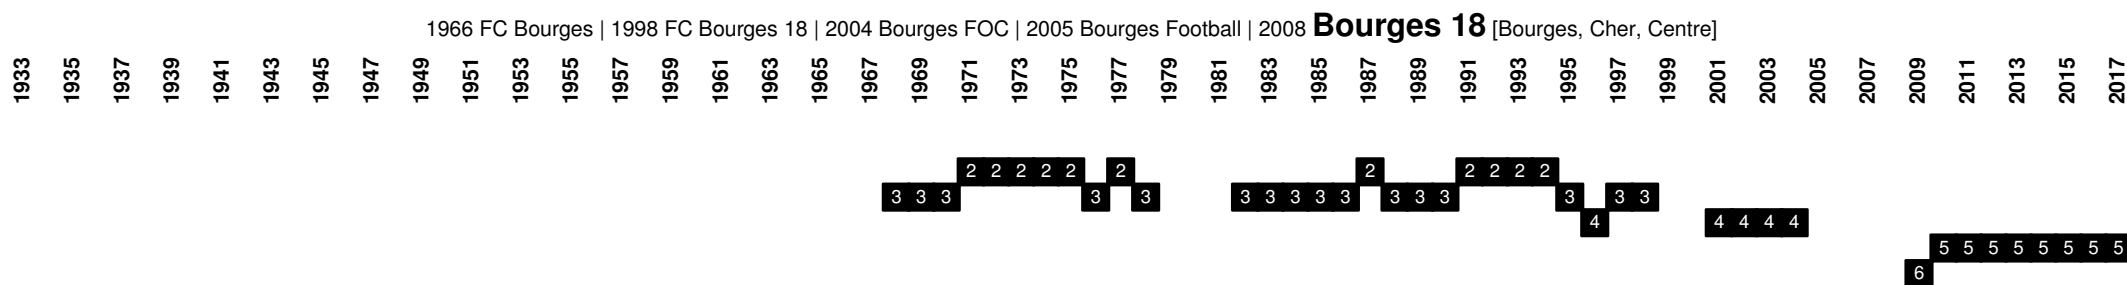 1966 FC Bourges | 1998 FC Bourges 18 | 2004 Bourges FOC | 2005 Bourges Football | 2008 Bourges 18 [Bourges, Cher, Centre]
1933 1935 1937 1939 1941 1943 1945 1947 1949 1951 1953 1955 1957 1959 1961 1963 1965 1967 1969 1971 1973 1975 1977 1979 1981 1983 1985 1987 1989 1991 1993 1995 1997 1999 2001 2003 2005 2007 2009 2011 2013 2015 2017
2 2 2 2 2 2 2 2 2 2 2
3 3 3 3 3 3 3 3 3 3 3 3 3 3 3 3
4 4 4 4 4
5 5 5 5 5 5 5 5
6